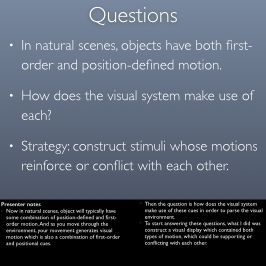 Questions
• In natural scenes, objects have both first-
order and position-defined motion.
• How does the visual system make use of
each?
• Strategy: construct stimuli whose motions
reinforce or conflict with each other.
Presenter notes
Now in natural scenes, object will typically have
some combination of position-defined and first-
order motion. And as you move through the
environment, your movement generates visual
motion which is also a combination of first-order
and positional cues.
Then the question is how does the visual system
make use of these cues in order to parse the visual
environment.
To start answering these questions, what I did was
construct a visual display which contained both
types of motion, which could be supporting or
conflicting with each other.